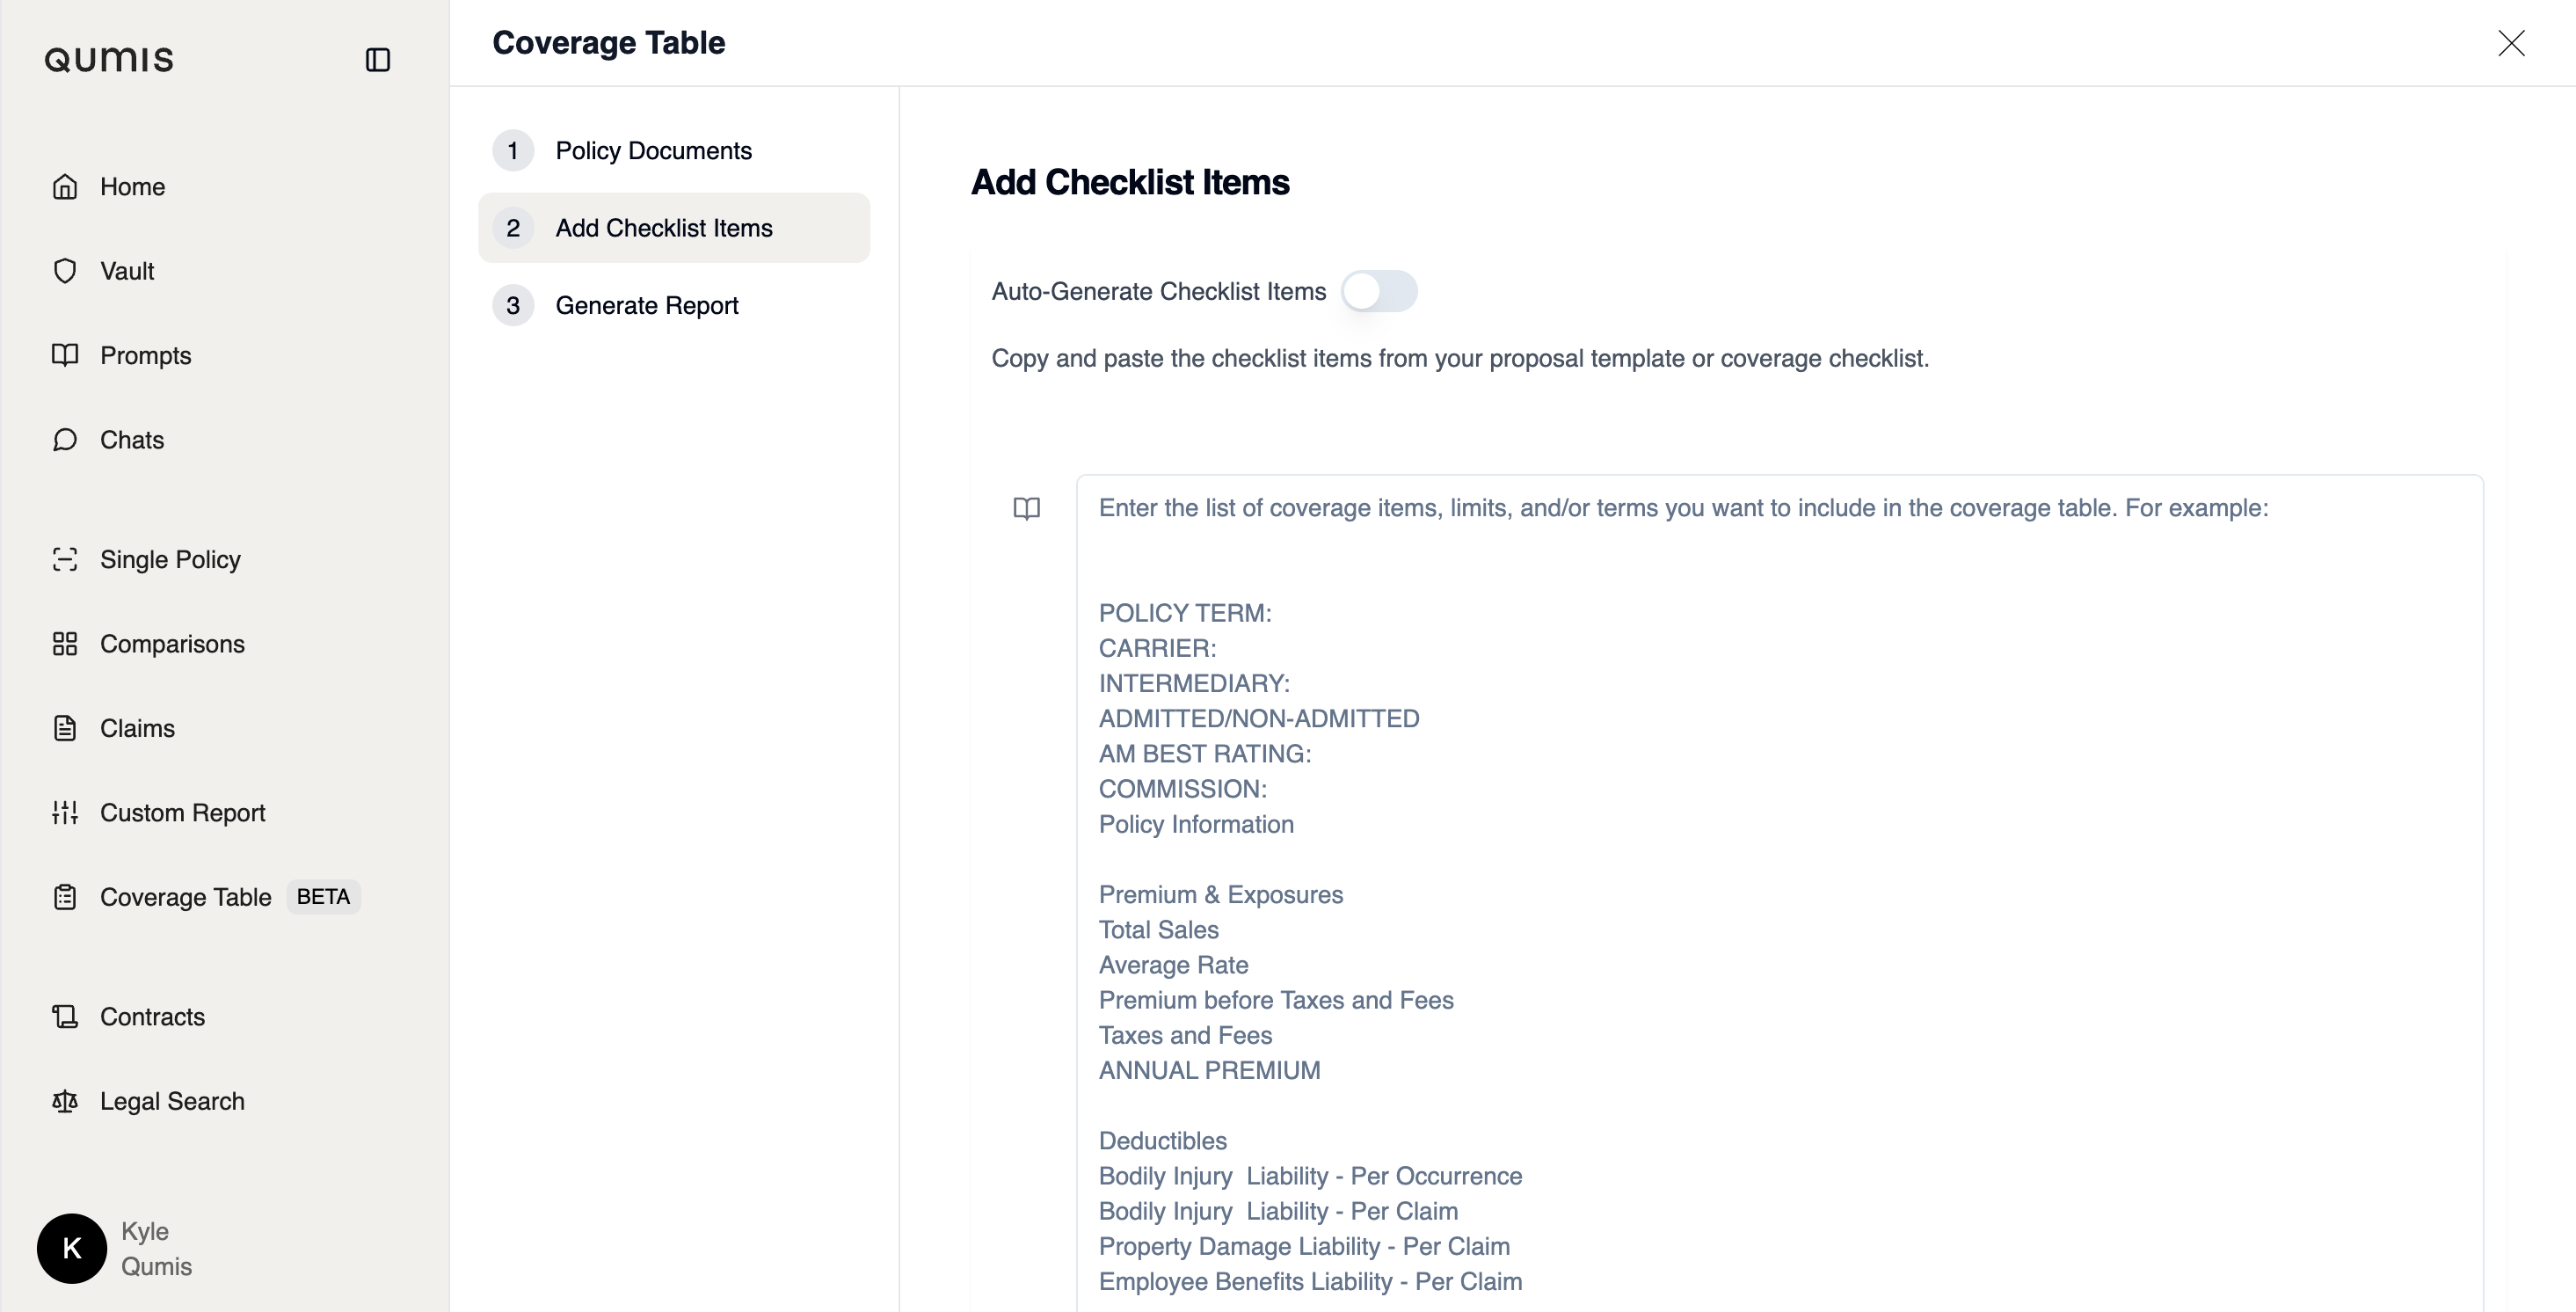 Qumis
Home
Vault
Prompts
Chats
Single Policy
Comparisons
Claims
Custom Report
Coverage Table BETA
Contracts
Legal Search
K
Kyle
Qumis
Coverage Table
1 Policy Documents
2 Add Checklist Items
3 Generate Report
Add Checklist Items
Auto-Generate Checklist Items
Copy and paste the checklist items from your proposal template or coverage checklist.
Enter the list of coverage items, limits, and/or terms you want to include in the coverage table. For example:
POLICY TERM:
CARRIER:
INTERMEDIARY:
ADMITTED/NON-ADMITTED
AM BEST RATING:
COMMISSION:
Policy Information
Premium & Exposures
Total Sales
Average Rate
Premium before Taxes and Fees
Taxes and Fees
ANNUAL PREMIUM
Deductibles
Bodily Injury  Liability - Per Occurrence
Bodily Injury  Liability - Per Claim
Property Damage Liability - Per Claim
Employee Benefits Liability - Per Claim